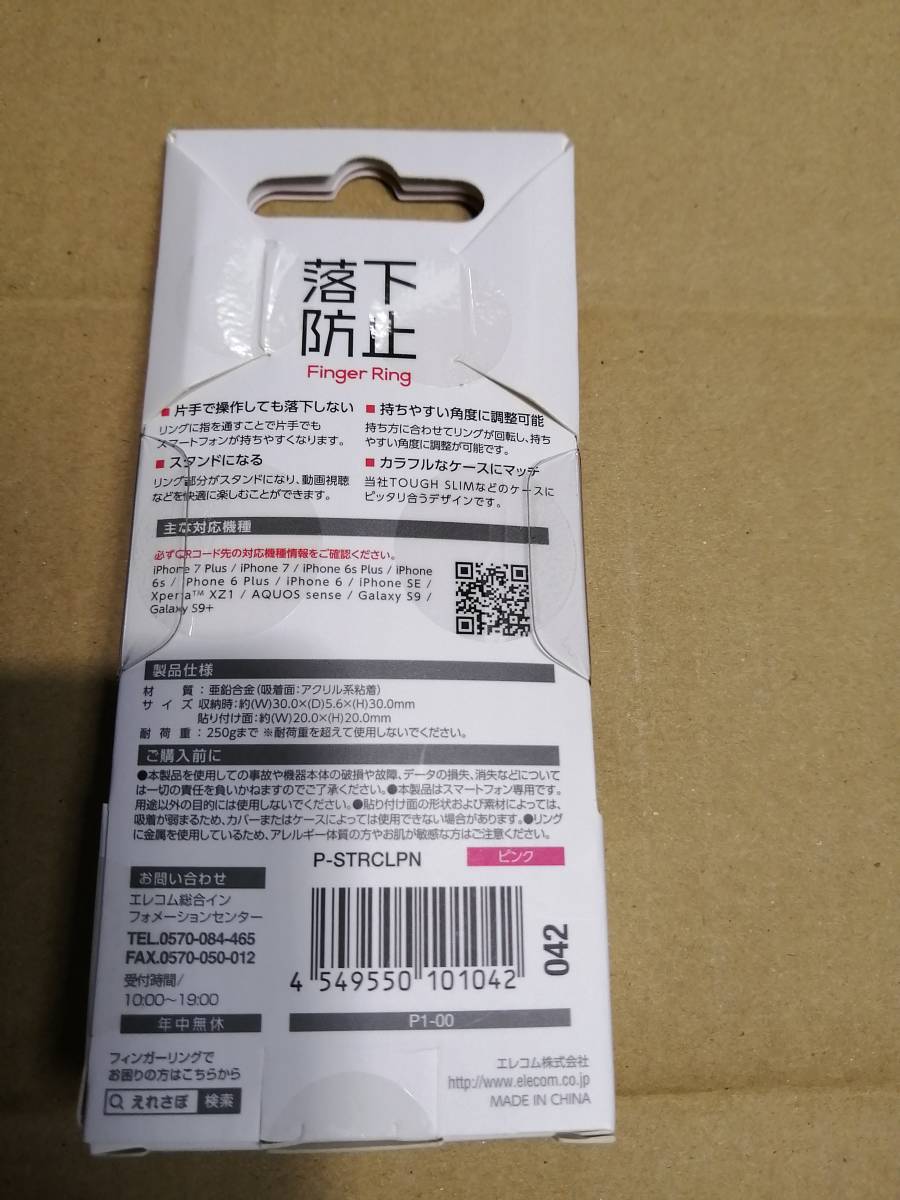 落下
防止
Finger Ring
■片手で操作しても落下しない
リングに指を通すことで片手でも
スマートフォンが持ちやすくなります。
■スタンドになる
リング部分がスタンドになり、動画視聴
などを快適に楽しむことができます。
■持ちやすい角度に調整可能
持ち方に合わせてリングが回転し、持ち
やすい角度に調整が可能です。
■カラフルなケースにマッチ
当社TOUGH SLIMなどのケースに
ピッタリ合うデザインです。
主な対応機種
必ずQRコード先の対応機種情報をご確認ください。
iPhone 7 Plus / iPhone 7 / iPhone 6s Plus / iPhone
6s / iPhone 6 Plus / iPhone 6 / iPhone SE /
Xperia™ XZ1 / AQUOS sense / Galaxy S9 /
Galaxy S9+
製品仕様
材質：亜鉛合金(吸着面：アクリル系粘着)
サイズ 収納時：約(W)30.0×(D)5.6×(H)30.0mm
貼り付け面：約(W)20.0×(H)20.0mm
耐荷重：250gまで ※耐荷重を超えて使用しないでください。
ご購入前に
●本製品を使用しての事故や機器本体の破損や故障、データの損失、消失などについて
は一切の責任を負いかねますのでご了承ください。●本製品はスマートフォン専用です。
用途以外の目的には使用しないでください。●貼り付け面の形状および素材によっては、
吸着が弱まるため、カバーまたはケースによっては使用できない場合があります。●リング
に金属を使用しているため、アレルギー体質の方やお肌が敏感な方はご注意ください。
P-STRCLPN
ピンク
お問い合わせ
エレコム総合イン
フォメーションセンター
TEL.0570-084-465
FAX.0570-050-012
受付時間/
10:00～19:00
年中無休
フィンガーリングで
お困りの方はこちらから
えれさぽ 検索
4 549550 101042
042
P1-00
エレコム株式会社
http://www.elecom.co.jp
MADE IN CHINA